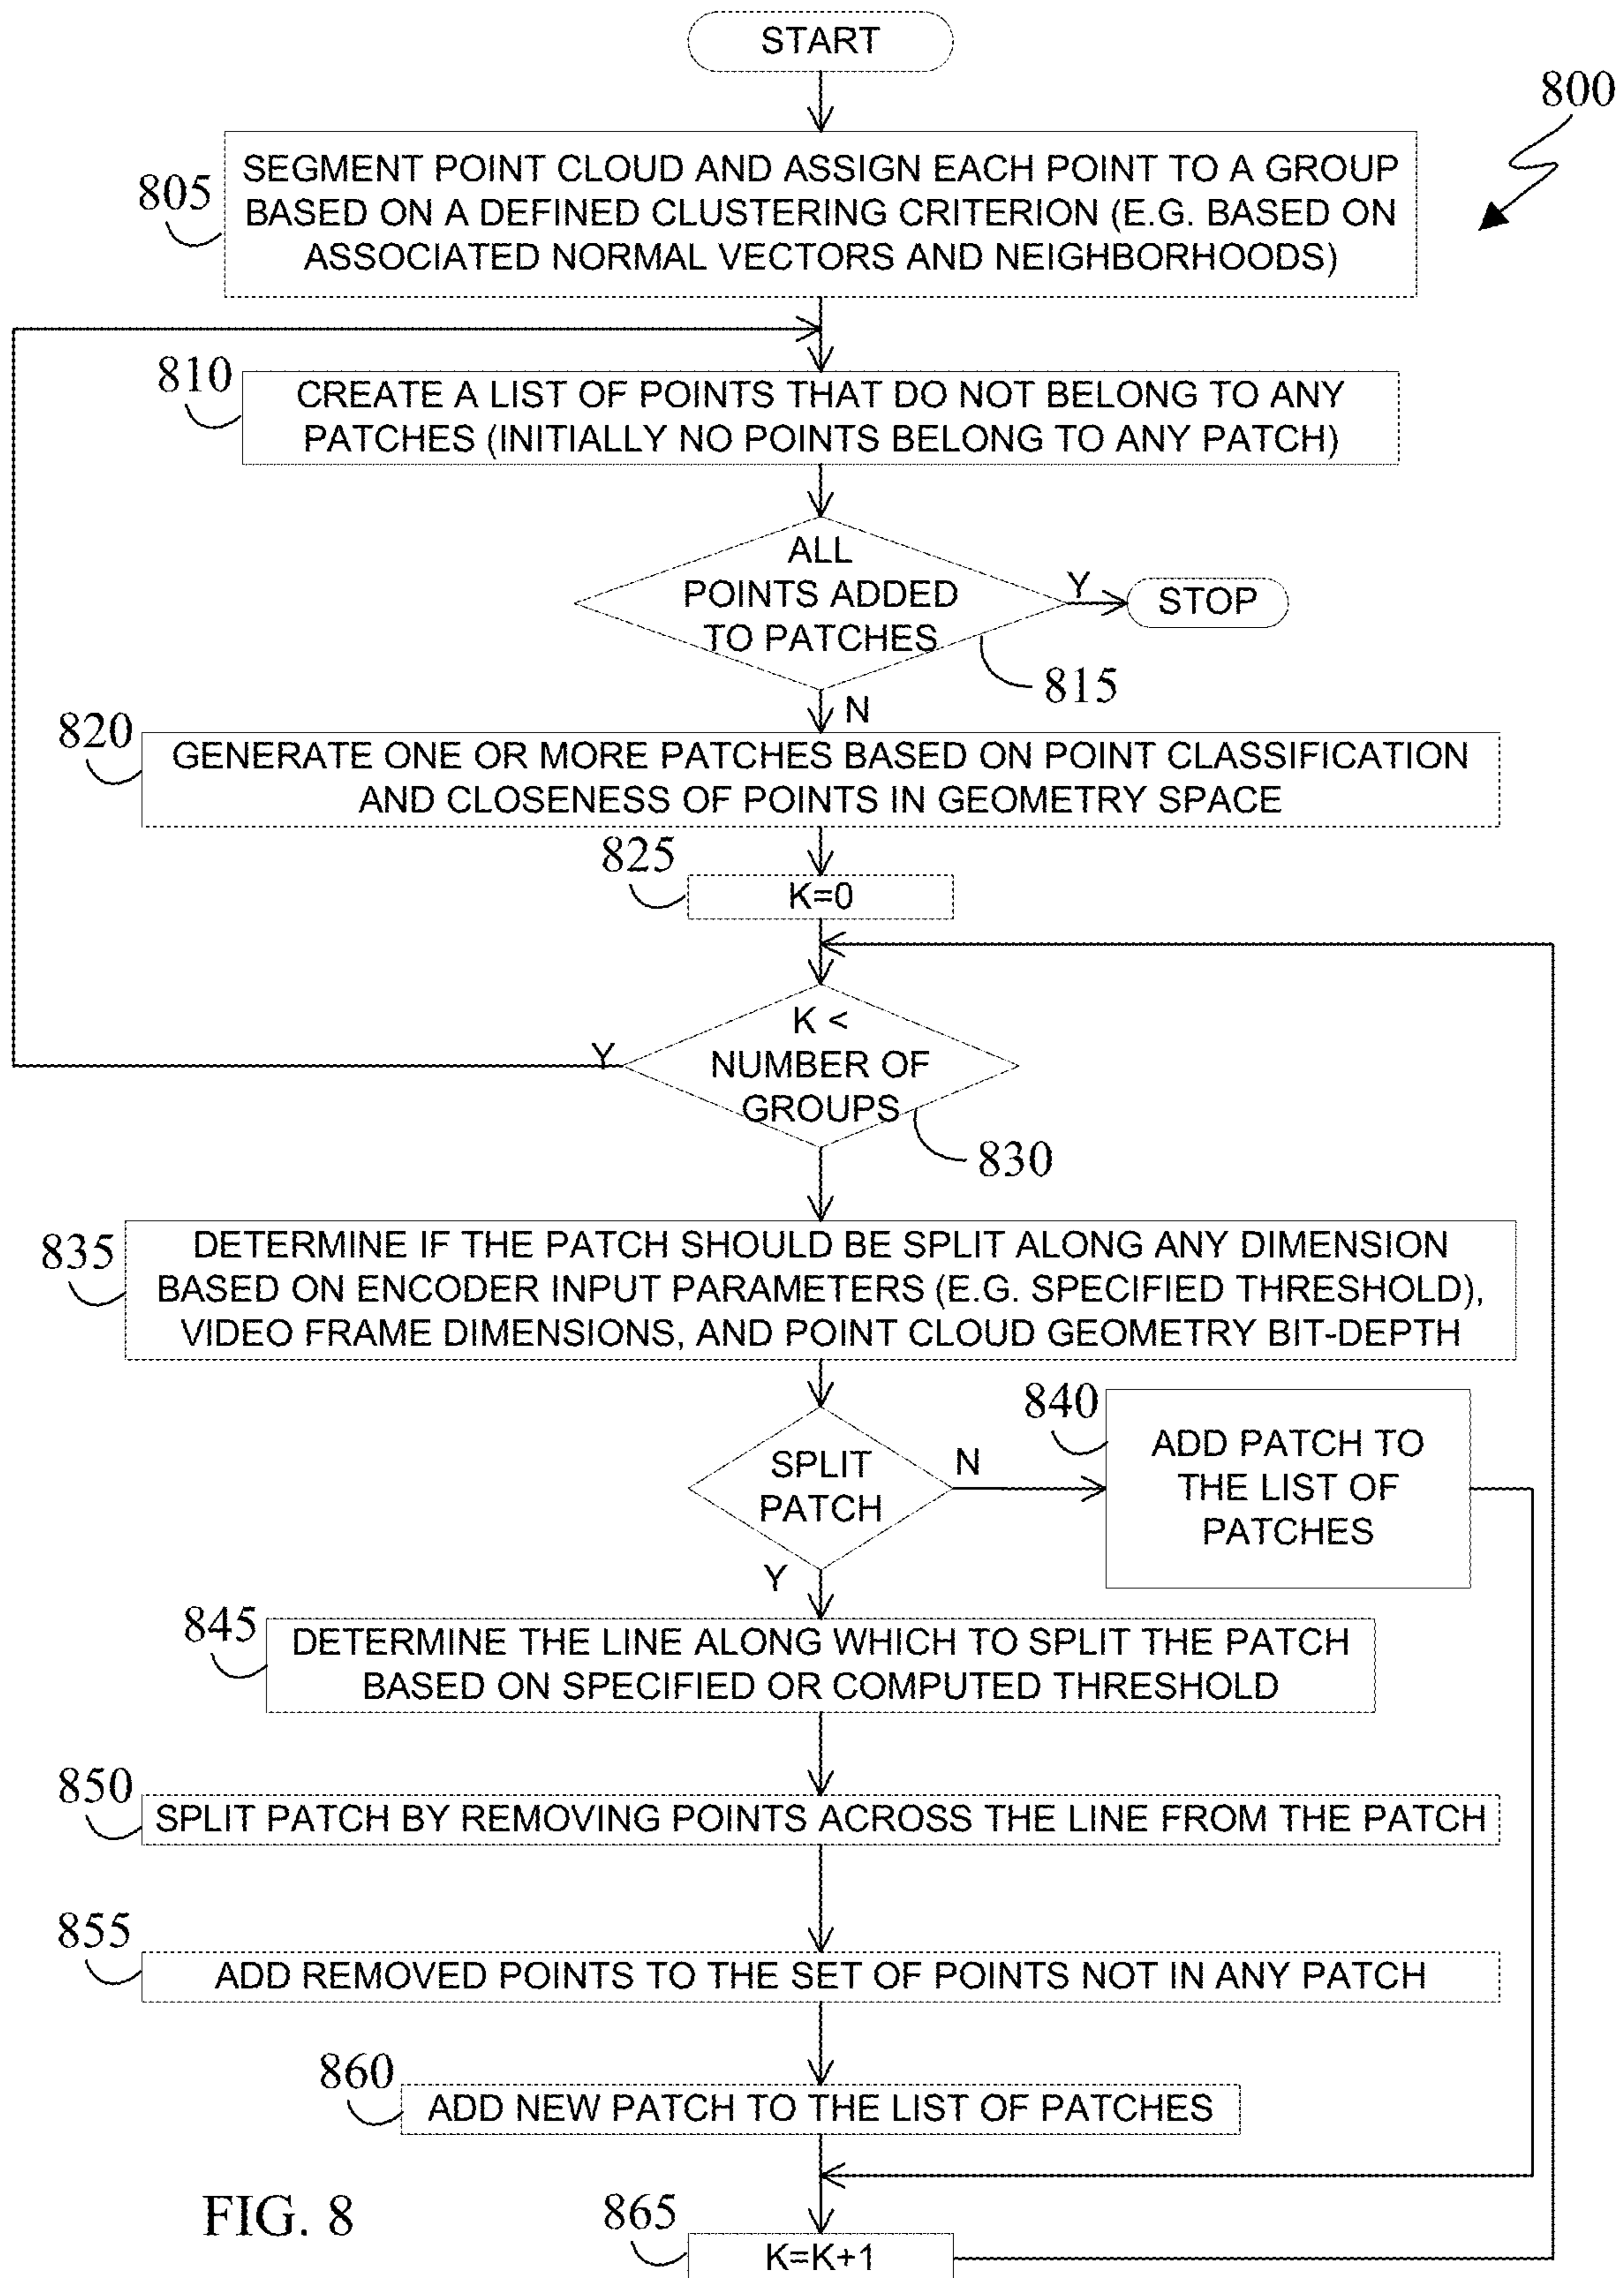 START
800
805
SEGMENT POINT CLOUD AND ASSIGN EACH POINT TO A GROUP
BASED ON A DEFINED CLUSTERING CRITERION (E.G. BASED ON
ASSOCIATED NORMAL VECTORS AND NEIGHBORHOODS)
810
CREATE A LIST OF POINTS THAT DO NOT BELONG TO ANY
PATCHES (INITIALLY NO POINTS BELONG TO ANY PATCH)
ALL
POINTS ADDED
TO PATCHES
Y
STOP
815
N
820
GENERATE ONE OR MORE PATCHES BASED ON POINT CLASSIFICATION
AND CLOSENESS OF POINTS IN GEOMETRY SPACE
825
K=0
K <
NUMBER OF
GROUPS
Y
830
835
DETERMINE IF THE PATCH SHOULD BE SPLIT ALONG ANY DIMENSION
BASED ON ENCODER INPUT PARAMETERS (E.G. SPECIFIED THRESHOLD),
VIDEO FRAME DIMENSIONS, AND POINT CLOUD GEOMETRY BIT-DEPTH
SPLIT
PATCH
N
840
ADD PATCH TO
THE LIST OF
PATCHES
Y
845
DETERMINE THE LINE ALONG WHICH TO SPLIT THE PATCH
BASED ON SPECIFIED OR COMPUTED THRESHOLD
850
SPLIT PATCH BY REMOVING POINTS ACROSS THE LINE FROM THE PATCH
855
ADD REMOVED POINTS TO THE SET OF POINTS NOT IN ANY PATCH
860
ADD NEW PATCH TO THE LIST OF PATCHES
865
K=K+1
FIG. 8